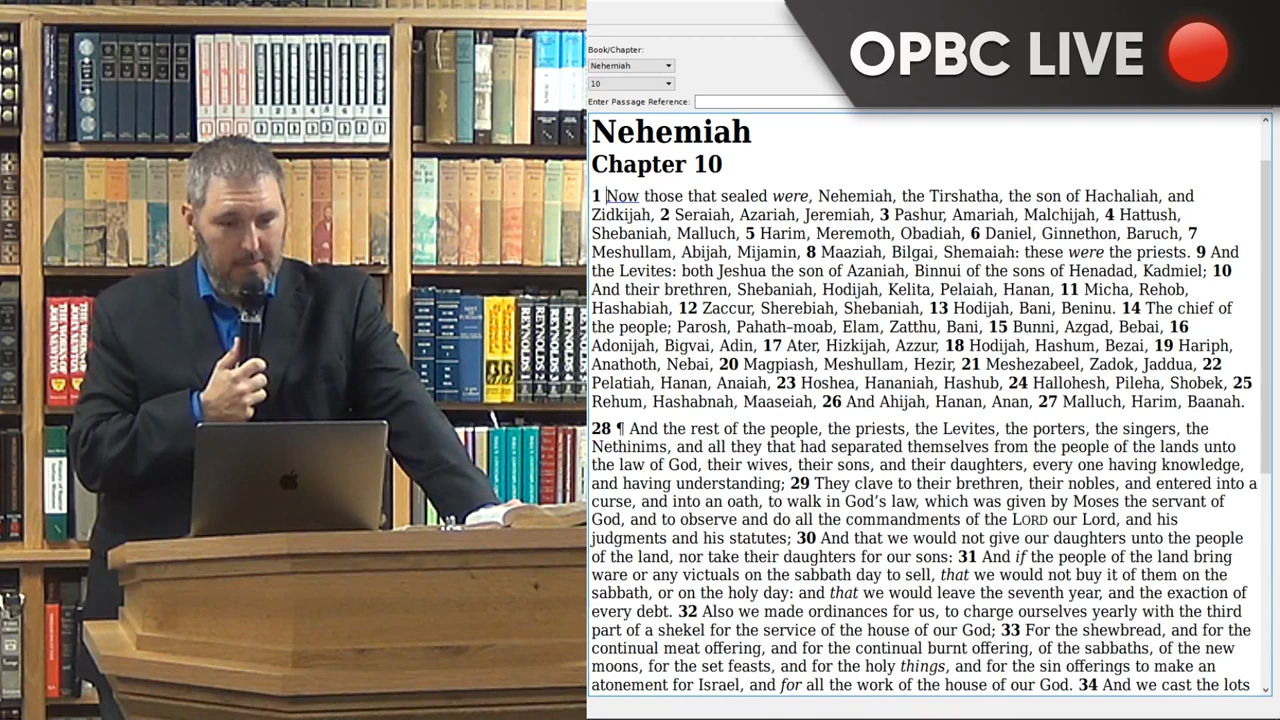 OPBC LIVE
Book/Chapter:
Nehemiah
10
Enter Passage Reference:
Nehemiah
Chapter 10
1 Now those that sealed were, Nehemiah, the Tirshatha, the son of Hachaliah, and
Zidkijah, 2 Seraiah, Azariah, Jeremiah, 3 Pashur, Amariah, Malchijah, 4 Hattush,
Shebaniah, Malluch, 5 Harim, Meremoth, Obadiah, 6 Daniel, Ginnethon, Baruch, 7
Meshullam, Abijah, Mijamin, 8 Maaziah, Bilgai, Shemaiah: these were the priests. 9 And
the Levites: both Jeshua the son of Azaniah, Binnui of the sons of Henadad, Kadmiel; 10
And their brethren, Shebaniah, Hodijah, Kelita, Pelaiah, Hanan, 11 Micha, Rehob,
Hashabiah, 12 Zaccur, Sherebiah, Shebaniah, 13 Hodijah, Bani, Beninu. 14 The chief of
the people; Parosh, Pahath–moab, Elam, Zatthu, Bani, 15 Bunni, Azgad, Bebai, 16
Adonijah, Bigvai, Adin, 17 Ater, Hizkijah, Azzur, 18 Hodijah, Hashum, Bezai, 19 Hariph,
Anathoth, Nebai, 20 Magpiash, Meshullam, Hezir, 21 Meshezabeel, Zadok, Jaddua, 22
Pelatiah, Hanan, Anaiah, 23 Hoshea, Hananiah, Hashub, 24 Hallohesh, Pileha, Shobek, 25
Rehum, Hashabnah, Maaseiah, 26 And Ahijah, Hanan, Anan, 27 Malluch, Harim, Baanah.
28 ¶ And the rest of the people, the priests, the Levites, the porters, the singers, the
Nethinims, and all they that had separated themselves from the people of the lands unto
the law of God, their wives, their sons, and their daughters, every one having knowledge,
and having understanding; 29 They clave to their brethren, their nobles, and entered into a
curse, and into an oath, to walk in God’s law, which was given by Moses the servant of
God, and to observe and do all the commandments of the LORD our Lord, and his
judgments and his statutes; 30 And that we would not give our daughters unto the people
of the land, nor take their daughters for our sons: 31 And if the people of the land bring
ware or any victuals on the sabbath day to sell, that we would not buy it of them on the
sabbath, or on the holy day: and that we would leave the seventh year, and the exaction of
every debt. 32 Also we made ordinances for us, to charge ourselves yearly with the third
part of a shekel for the service of the house of our God; 33 For the shewbread, and for the
continual meat offering, and for the continual burnt offering, of the sabbaths, of the new
moons, for the set feasts, and for the holy things, and for the sin offerings to make an
atonement for Israel, and for all the work of the house of our God. 34 And we cast the lots
REYNOLDS
REYNOLDS